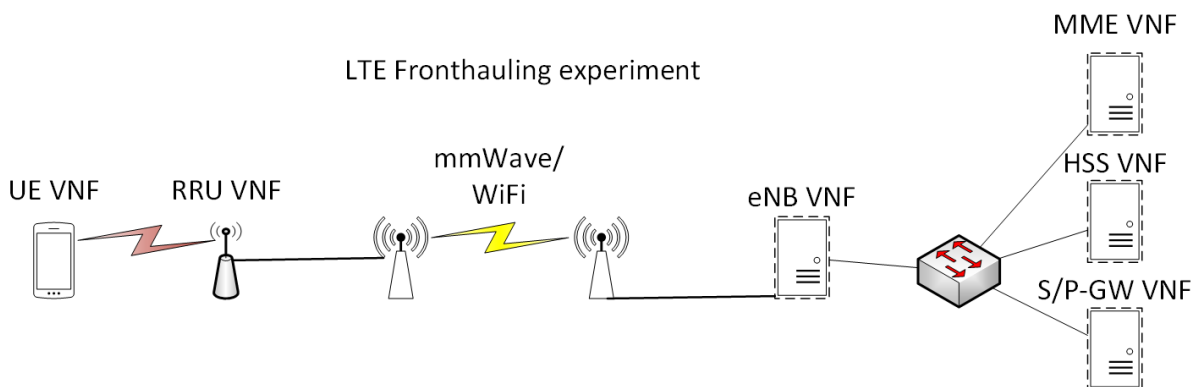 MME VNF
LTE Fronthauling experiment
mmWave/
WiFi
HSS VNF
UE VNF
RRU VNF
eNB VNF
S/P-GW VNF